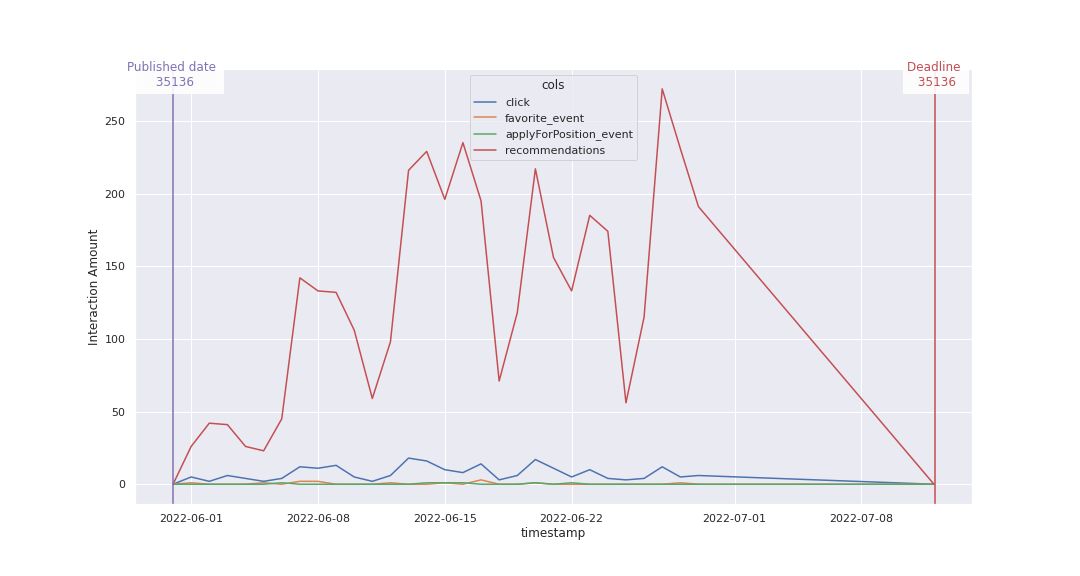 Published date
35136
Deadline
35136
cols
click
favorite_event
applyForPosition_event
recommendations
250
200
150
100
50
0
Interaction Amount
2022-06-01
2022-06-08
2022-06-15
2022-06-22
2022-07-01
2022-07-08
timestamp